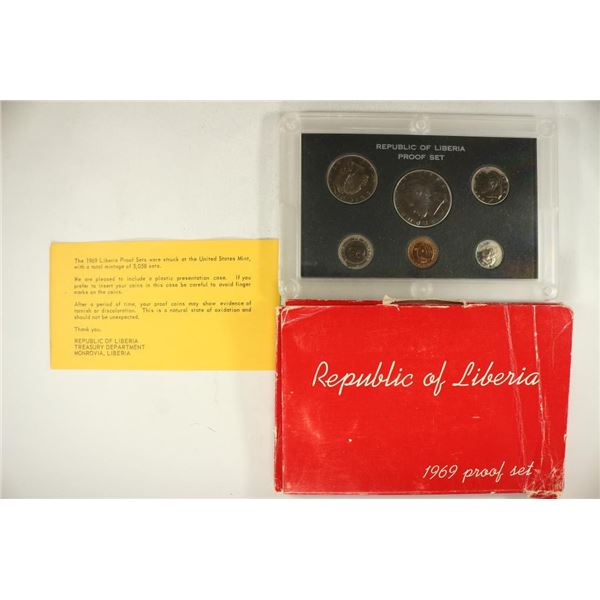 REPUBLIC OF LIBERIA
PROOF SET
The 1969 Liberia Proof Sets were struck at the United States Mint,
with a total mintage of 5,058 sets.
We are pleased to include a plastic presentation case. If you
prefer to insert your coins in this case be careful to avoid finger
marks on the coins.
After a period of time, your proof coins may show evidence of
tarnish or discoloration. This is a natural state of oxidation and
should not be unexpected.
Thank you.
REPUBLIC OF LIBERIA
TREASURY DEPARTMENT
MONROVIA, LIBERIA
Republic of Liberia
1969 proof set